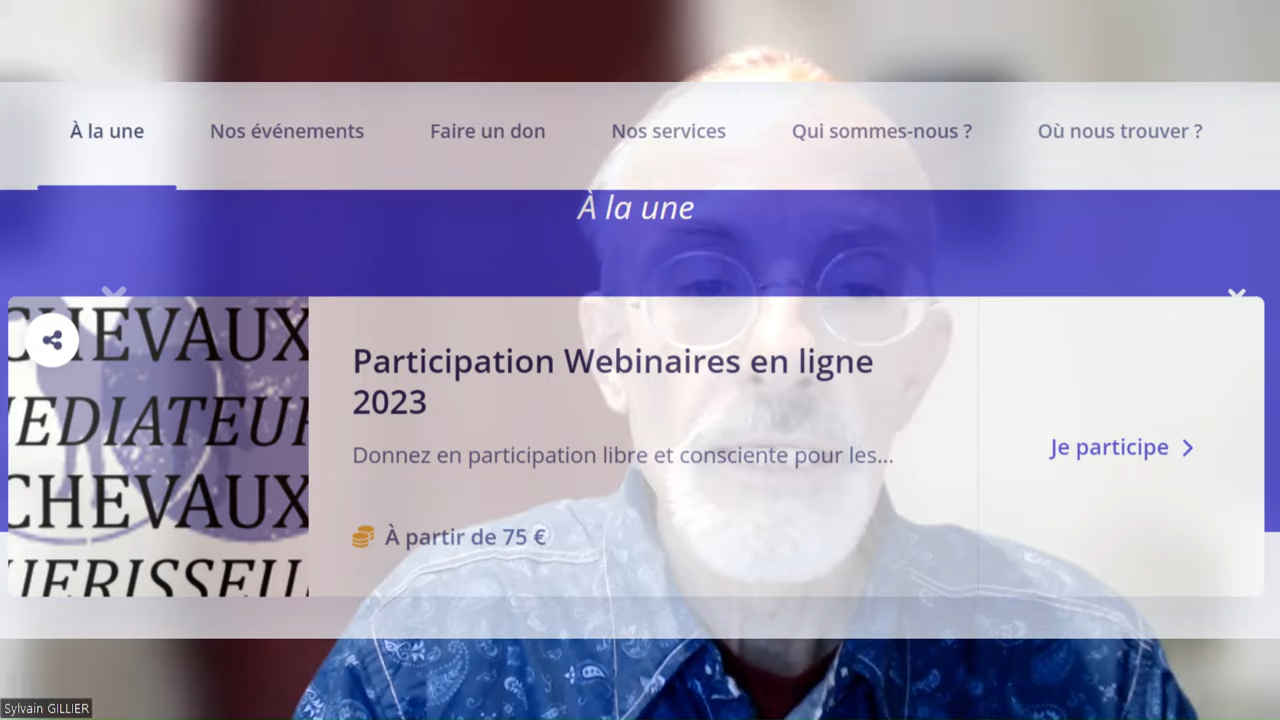 À la une
Nos événements
Faire un don
Nos services
Qui sommes-nous ?
Où nous trouver ?
À la une
CHEVAUX
MEDIATEUR
CHEVAUX
GUERISSEU
Participation Webinaires en ligne
2023
Donnez en participation libre et consciente pour les...
À partir de 75 €
Je participe
Sylvain GILLIER